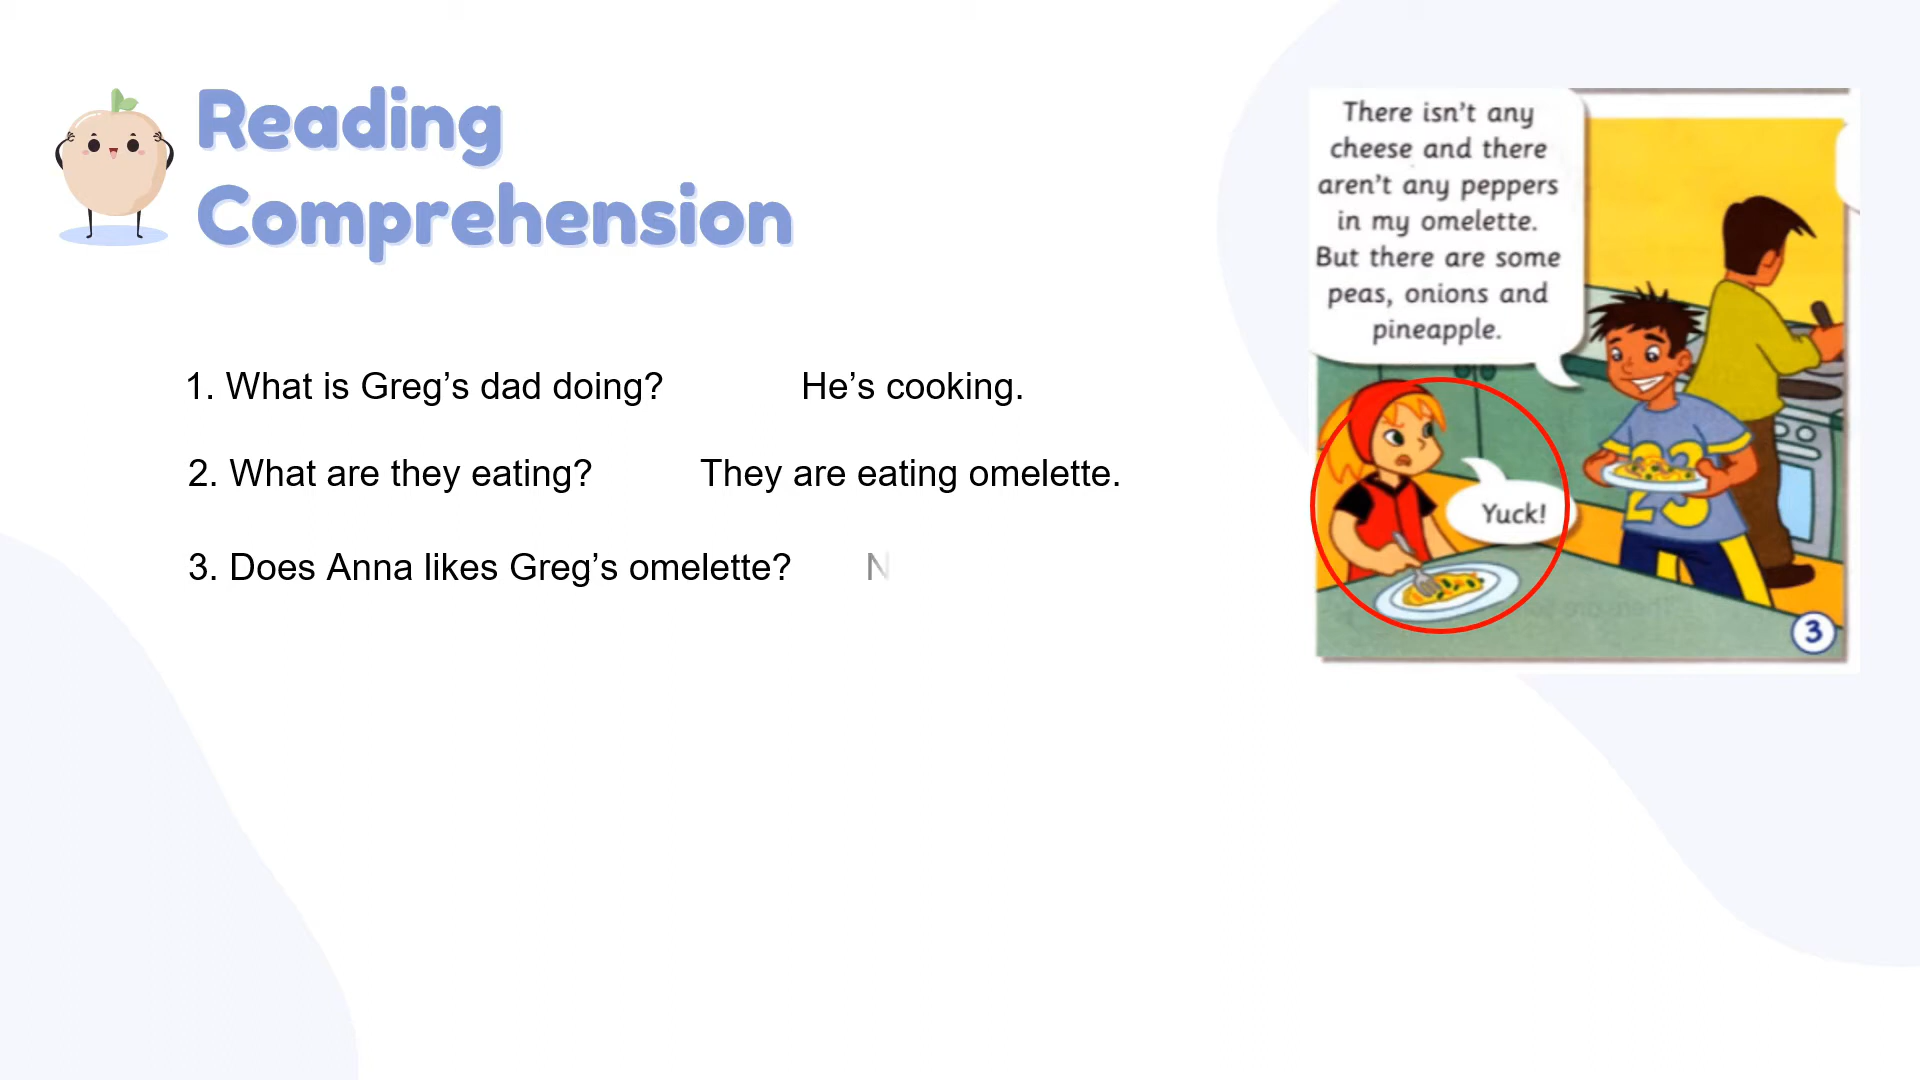 Reading
Comprehension
1. What is Greg’s dad doing? He’s cooking.
2. What are they eating? They are eating omelette.
3. Does Anna likes Greg’s omelette? N
There isn’t any
cheese and there
aren’t any peppers
in my omelette.
But there are some
peas, onions and
pineapple.
Yuck!
23
3